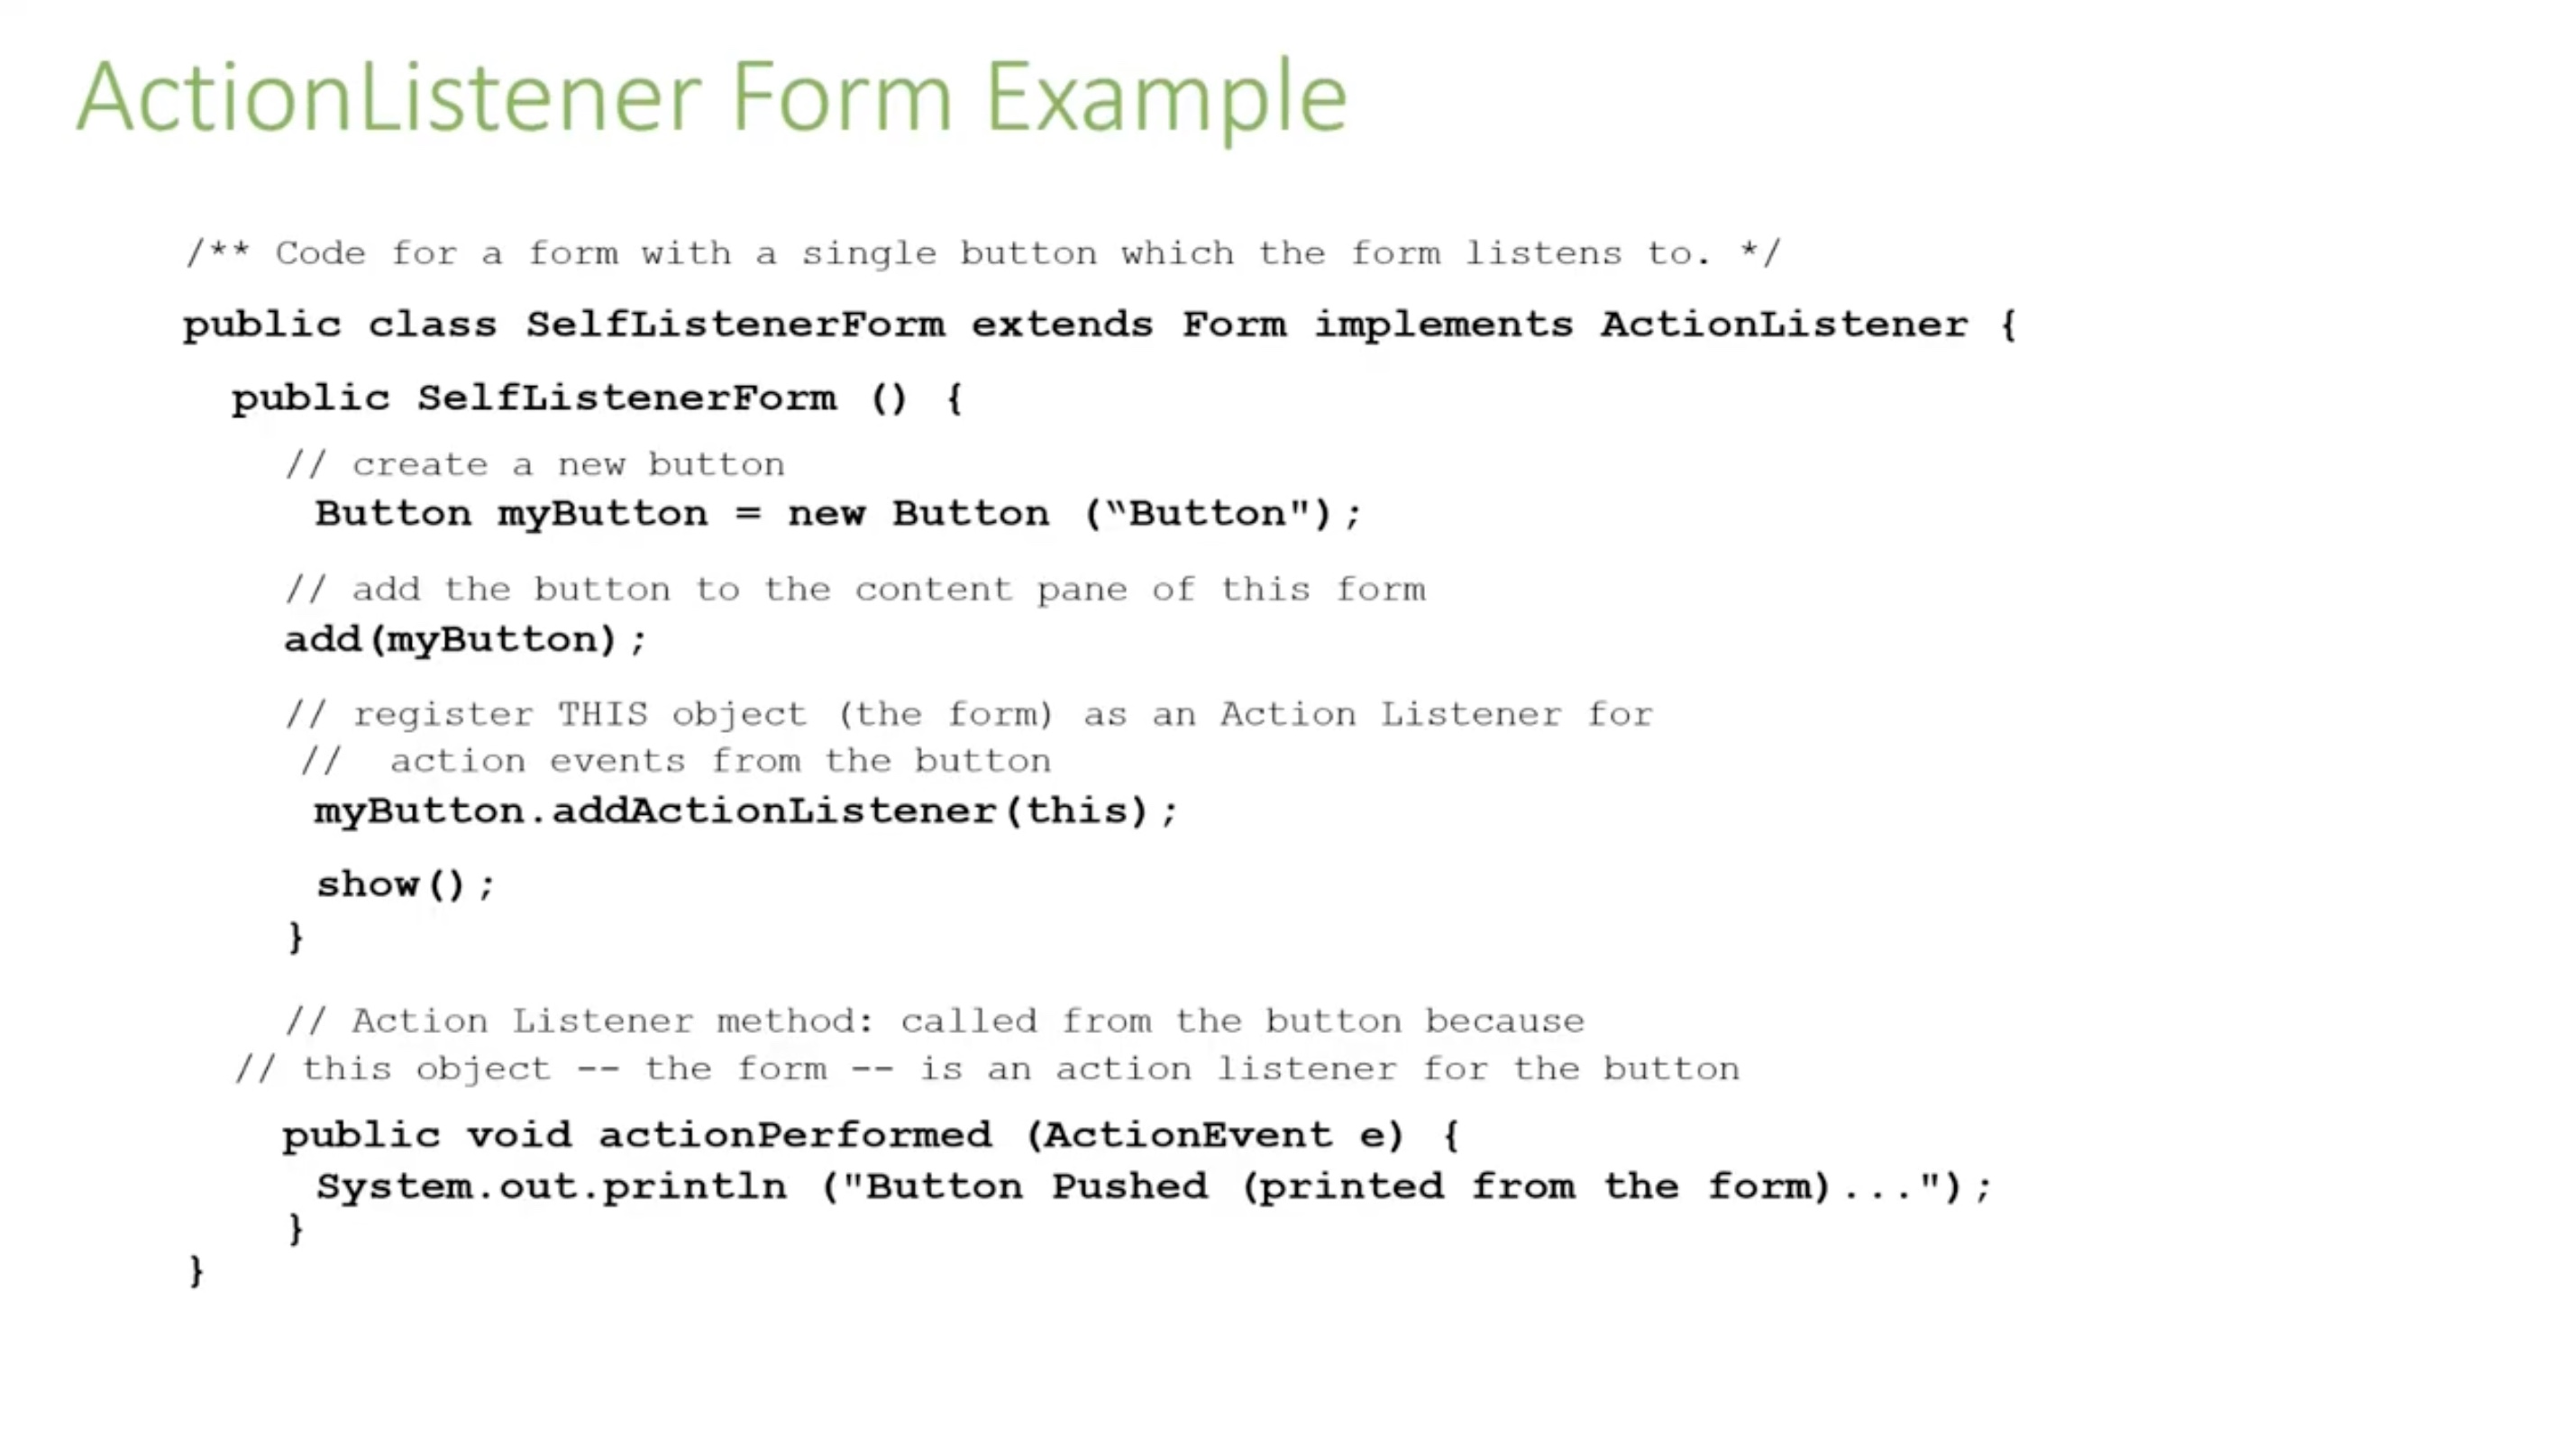 ActionListener Form Example
/** Code for a form with a single button which the form listens to. */
public class SelfListenerForm extends Form implements ActionListener {
public SelfListenerForm () {
// create a new button
Button myButton = new Button (“Button");
// add the button to the content pane of this form
add(myButton);
// register THIS object (the form) as an Action Listener for
// action events from the button
myButton.addActionListener(this);
show();
}
// Action Listener method: called from the button because
// this object -- the form -- is an action listener for the button
public void actionPerformed (ActionEvent e) {
System.out.println ("Button Pushed (printed from the form)...");
}
}